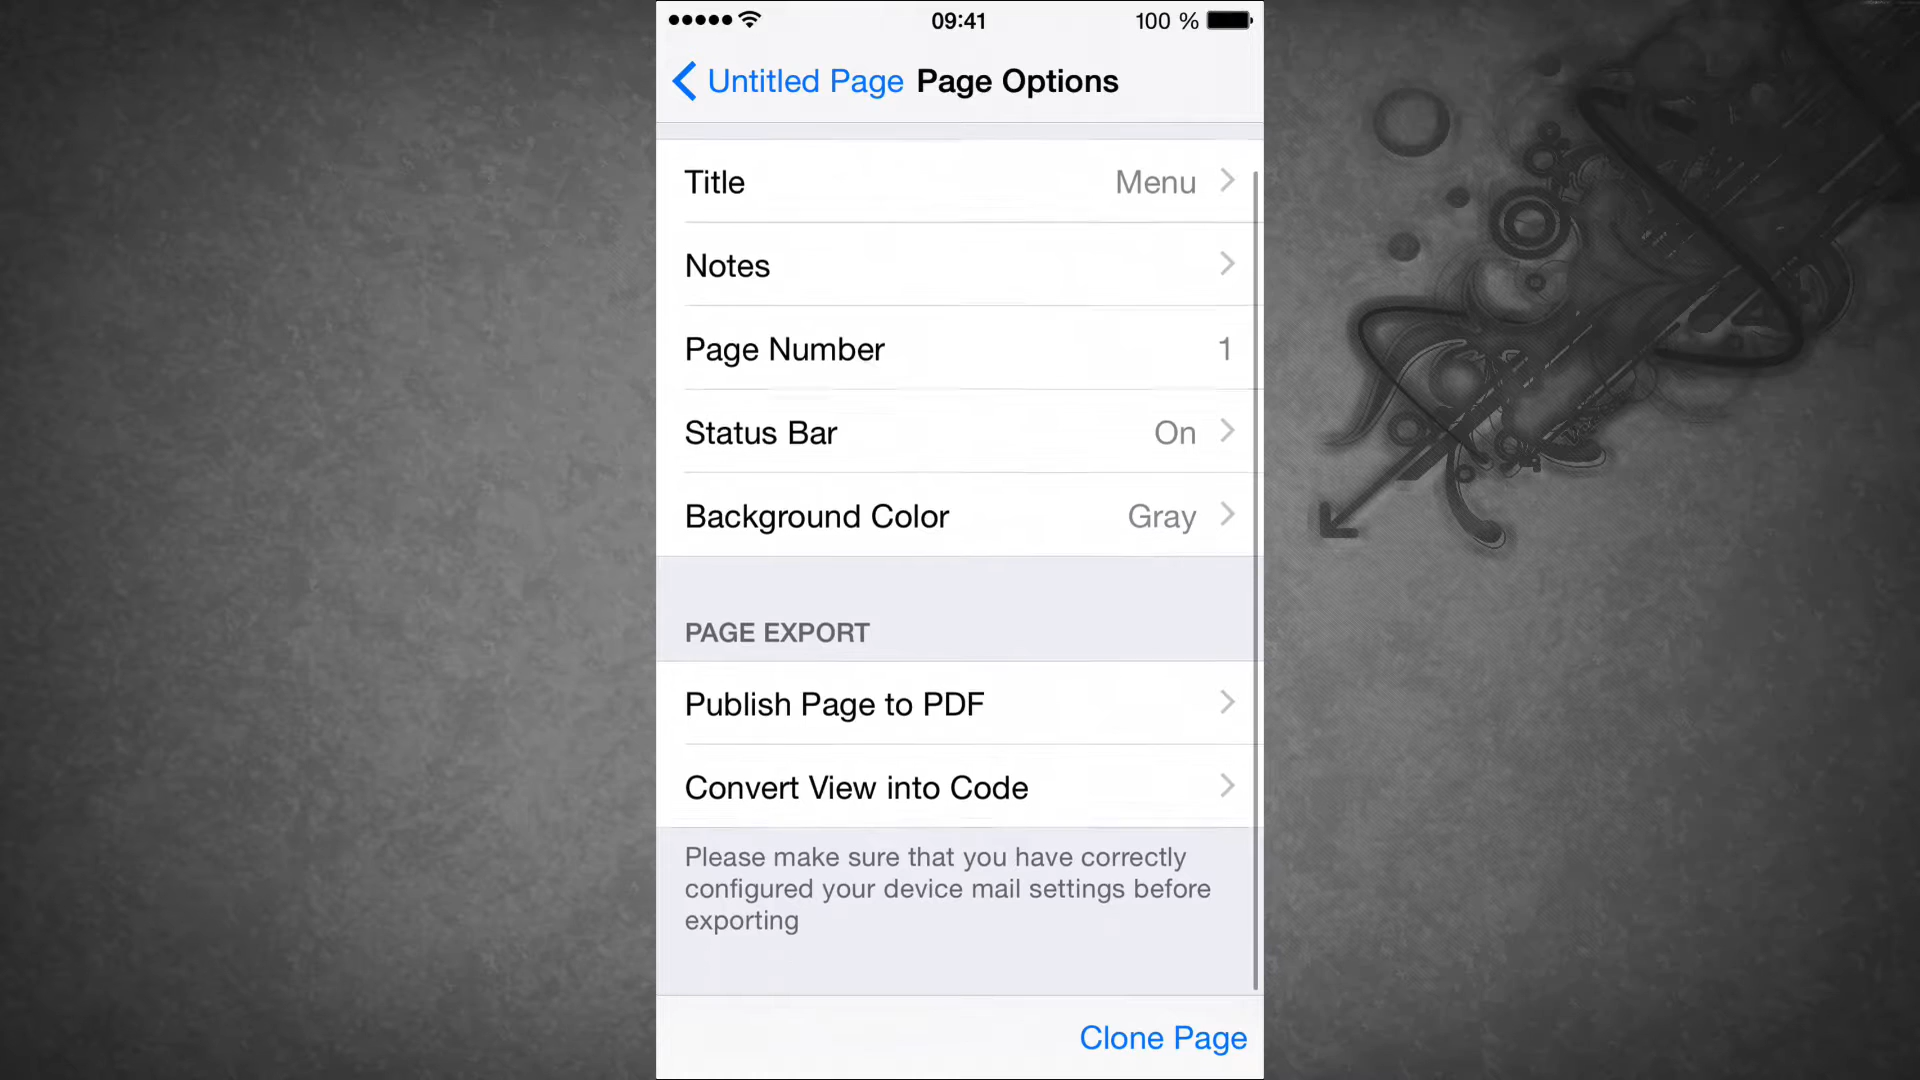 09:41 100 %
Untitled Page Page Options
Title Menu
Notes
Page Number 1
Status Bar On
Background Color Gray
PAGE EXPORT
Publish Page to PDF
Convert View into Code
Please make sure that you have correctly
configured your device mail settings before
exporting
Clone Page